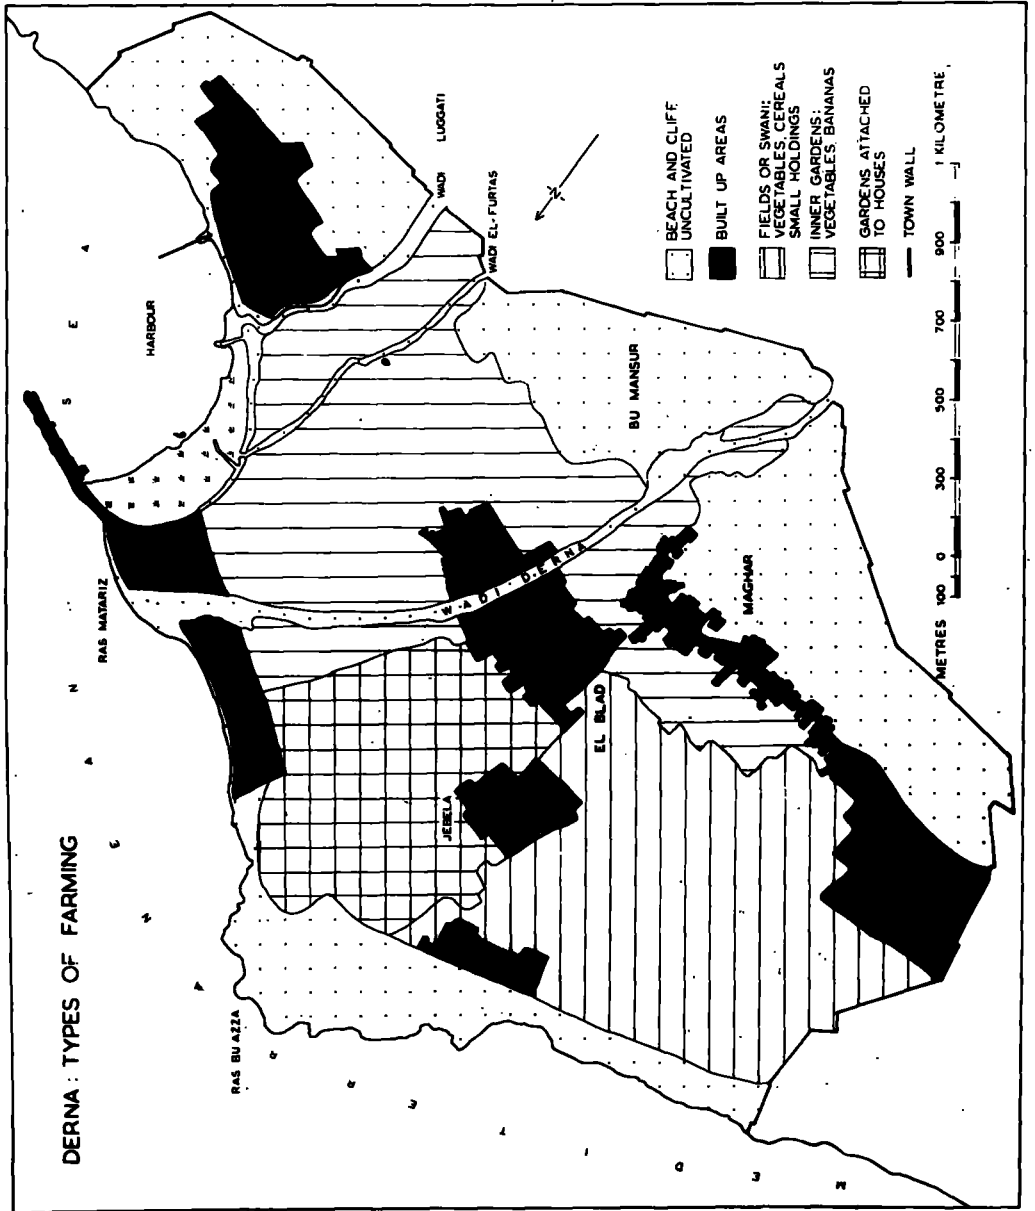 DERNA : TYPES OF FARMING
MEDITERRANEAN SEA
RAS BU AZZA
RAS MATARIZ
HARBOUR
JEBELA
WADI DERNA
WADI LUGGATI
WADI EL-FURTAS
EL BLAD
BU MANSUR
MAGHAR
N
BEACH AND CLIFF,
UNCULTIVATED
BUILT UP AREAS
FIELDS OR SWANI:
VEGETABLES, CEREALS
SMALL HOLDINGS
INNER GARDENS:
VEGETABLES, BANANAS
GARDENS ATTACHED
TO HOUSES
TOWN WALL
METRES 100 0 300 500 700 900 1 KILOMETRE